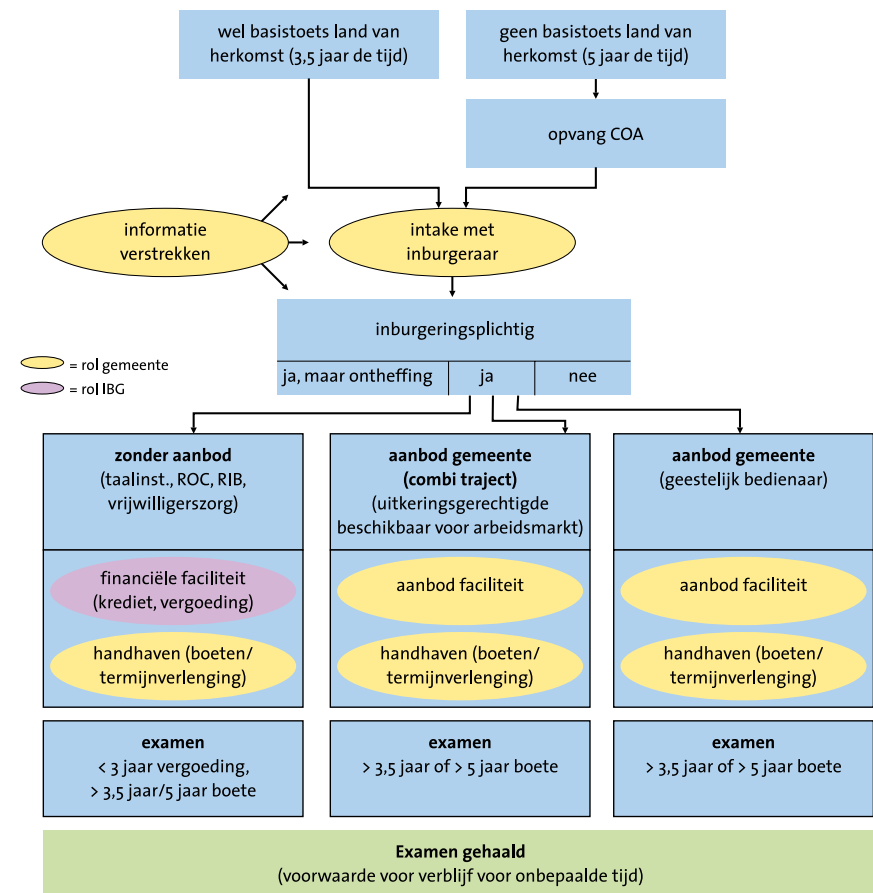 wel basistoets land van
herkomst (3,5 jaar de tijd)
geen basistoets land van
herkomst (5 jaar de tijd)
opvang COA
informatie
verstrekken
intake met
inburgeraar
inburgeringsplichtig
ja, maar ontheffing
ja
nee
= rol gemeente
= rol IBG
zonder aanbod
(taalinst., ROC, RIB,
vrijwilligerszorg)
aanbod gemeente
(combi traject)
(uitkeringsgerechtigde
beschikbaar voor arbeidsmarkt)
aanbod gemeente
(geestelijk bedienaar)
financiële faciliteit
(krediet, vergoeding)
aanbod faciliteit
aanbod faciliteit
handhaven (boeten/
termijnverlenging)
handhaven (boeten/
termijnverlenging)
handhaven (boeten/
termijnverlenging)
examen
< 3 jaar vergoeding,
> 3,5 jaar/5 jaar boete
examen
> 3,5 jaar of > 5 jaar boete
examen
> 3,5 jaar of > 5 jaar boete
Examen gehaald
(voorwaarde voor verblijf voor onbepaalde tijd)